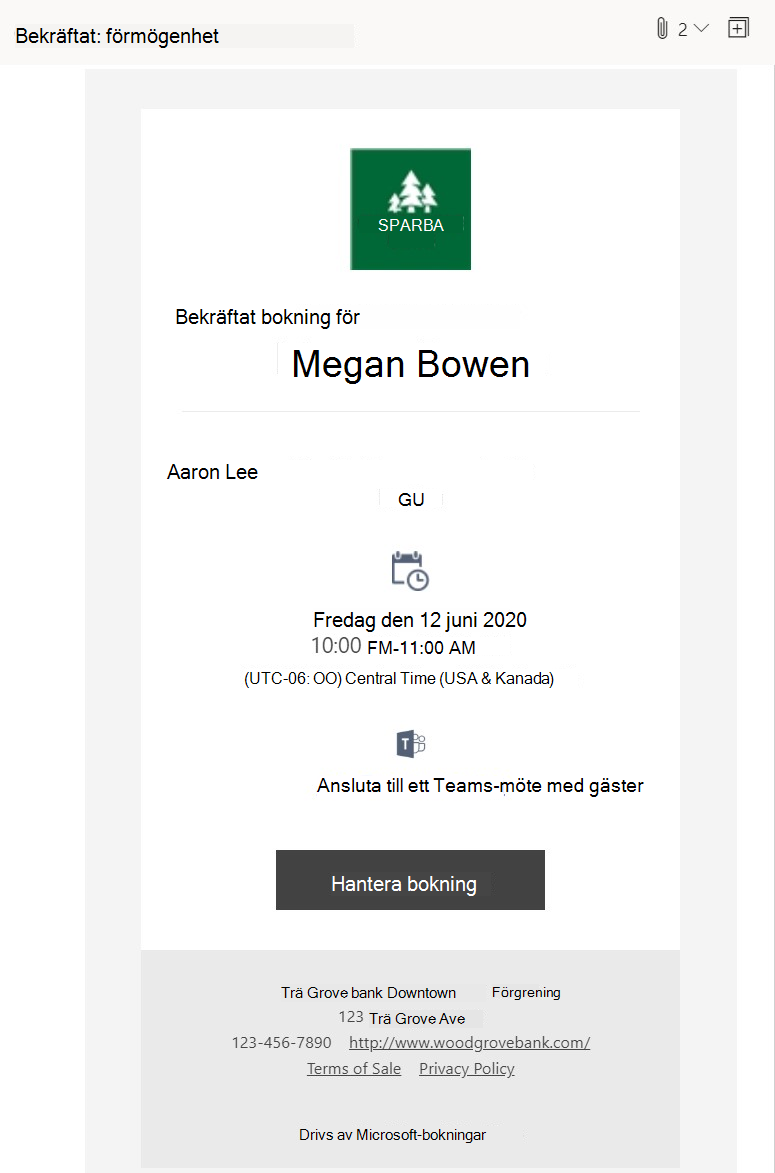 Bekräftat: förmögenhet
2
SPARBA
Bekräftat bokning för
Megan Bowen
Aaron Lee
GU
Fredag den 12 juni 2020
10:00 FM-11:00 AM
(UTC-06: OO) Central Time (USA & Kanada)
T
Ansluta till ett Teams-möte med gäster
Hantera bokning
Trä Grove bank Downtown Förgrening
123 Trä Grove Ave
123-456-7890 http://www.woodgrovebank.com/
Terms of Sale Privacy Policy
Drivs av Microsoft-bokningar